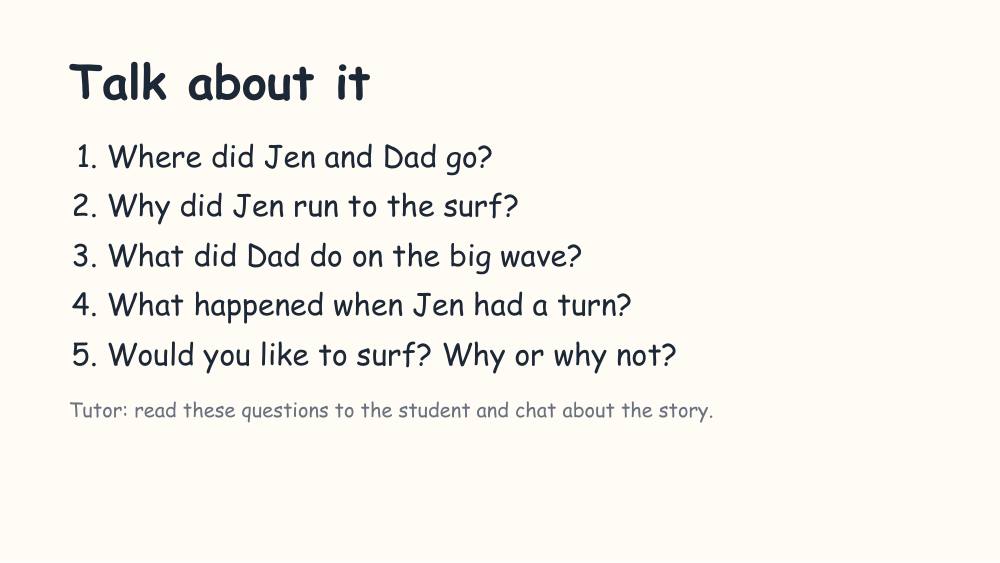 Talk about it
1. Where did Jen and Dad go?
2. Why did Jen run to the surf?
3. What did Dad do on the big wave?
4. What happened when Jen had a turn?
5. Would you like to surf? Why or why not?
Tutor: read these questions to the student and chat about the story.